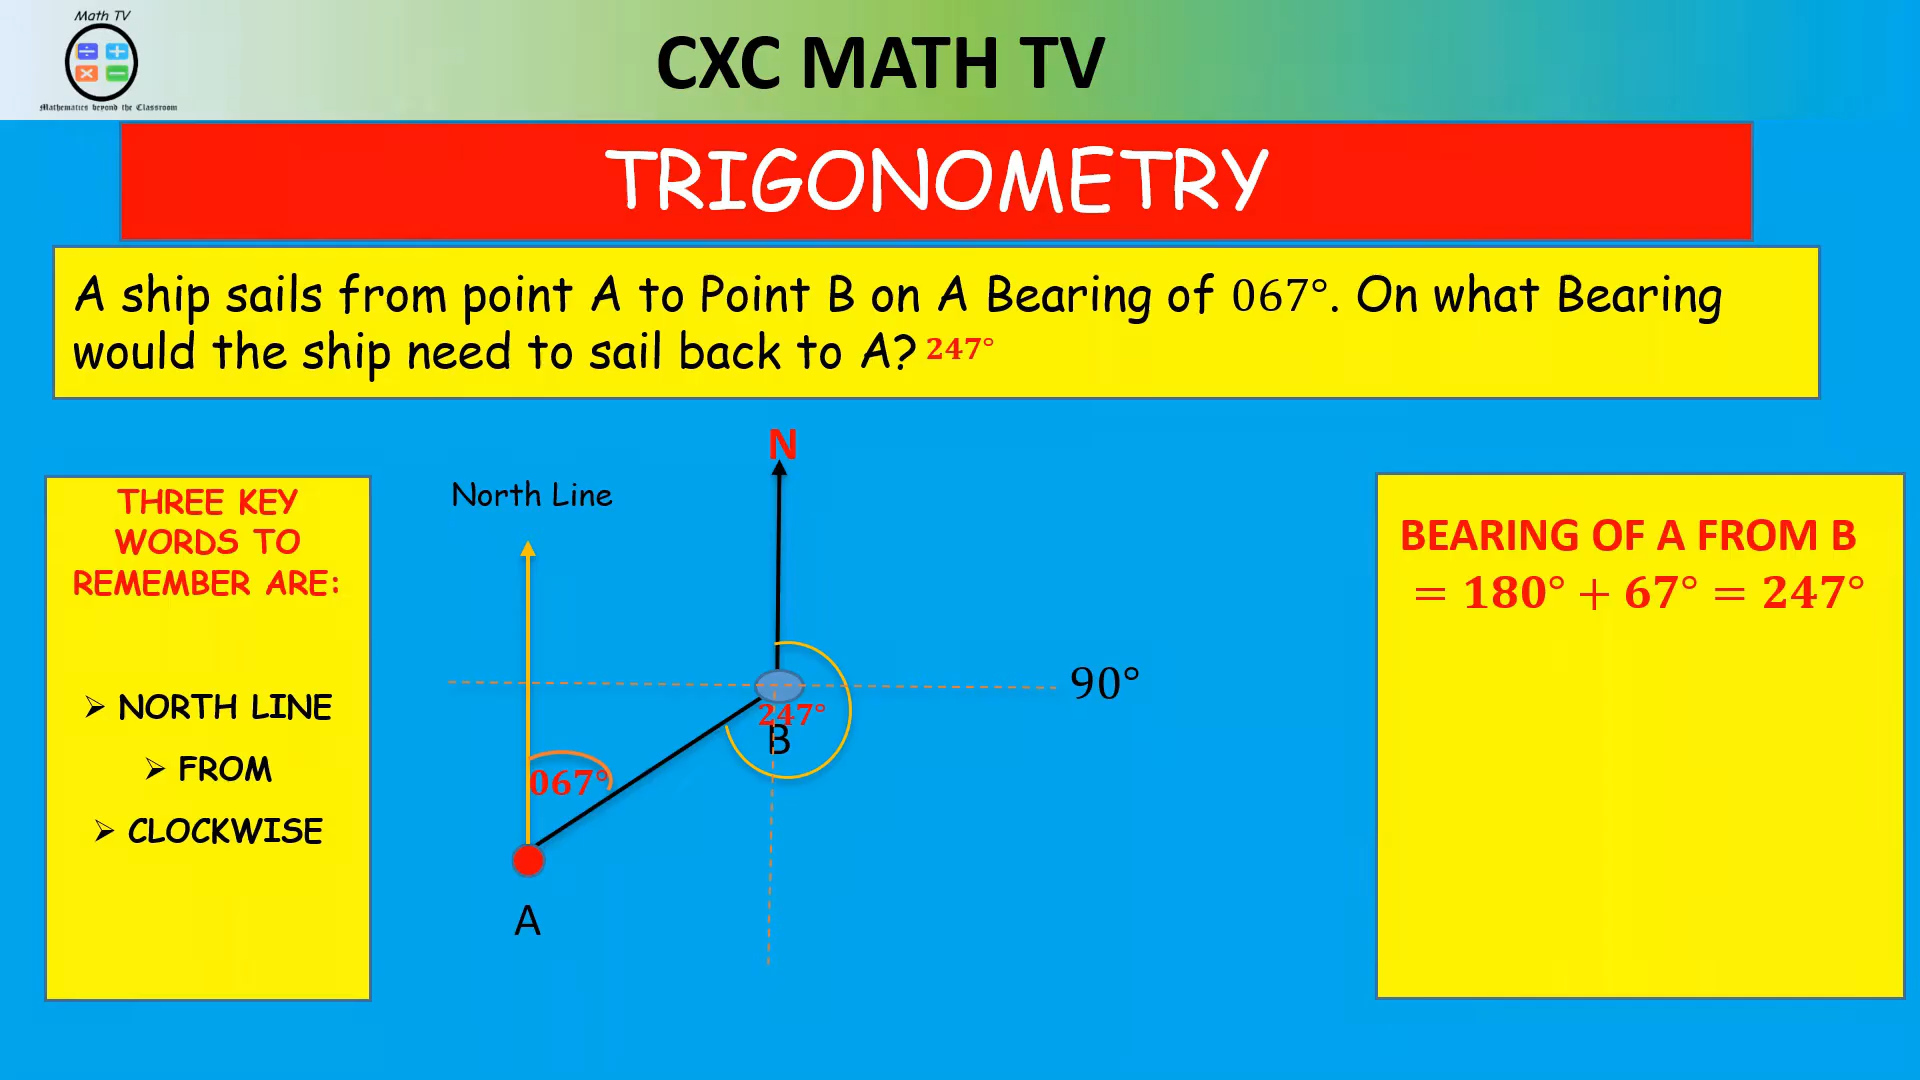 Math TV
Mathematics beyond the Classroom
CXC MATH TV
TRIGONOMETRY
A ship sails from point A to Point B on A Bearing of 067°. On what Bearing
would the ship need to sail back to A? 247°
THREE KEY
WORDS TO
REMEMBER ARE:
➢ NORTH LINE
➢ FROM
➢ CLOCKWISE
N
North Line
90°
247°
B
067°
A
BEARING OF A FROM B
= 180° + 67° = 247°